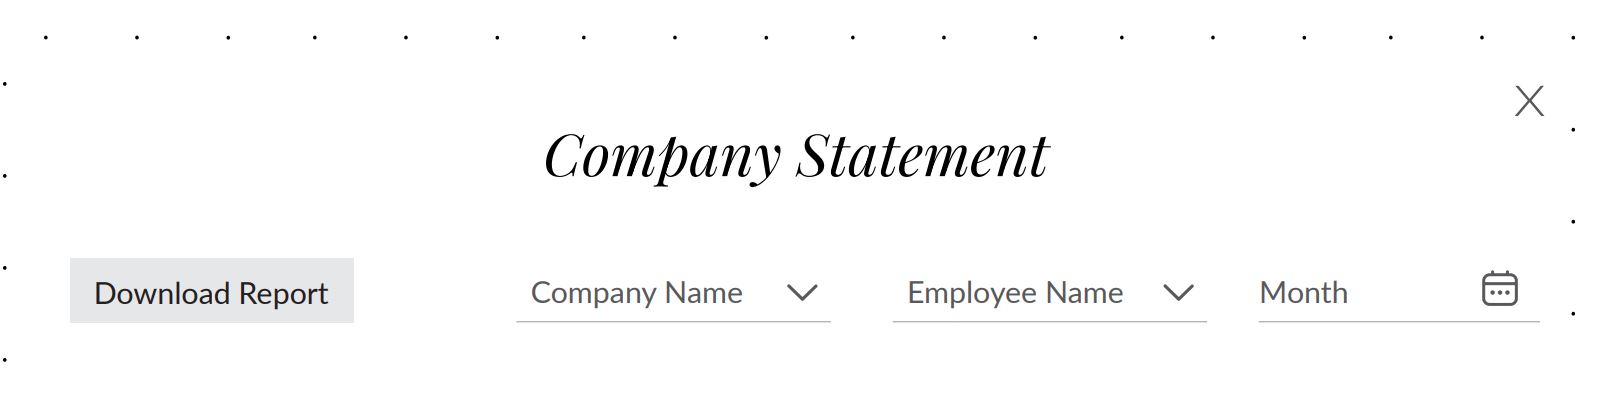 Company Statement
Download Report
Company Name
Employee Name
Month